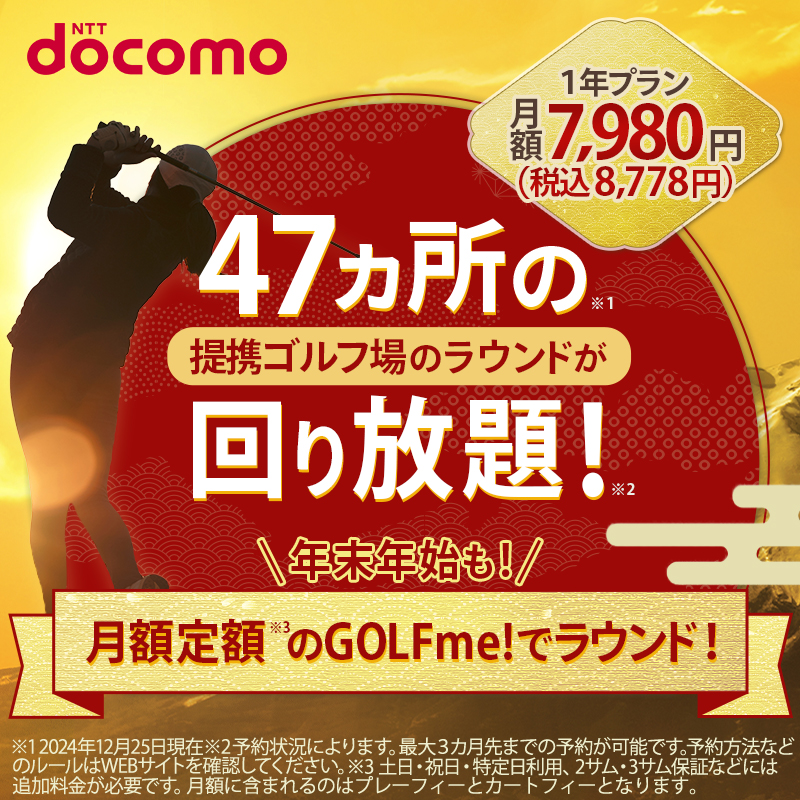 NTT
docomo
1年プラン
月額7,980円
(税込8,778円)
47ヵ所の※1
提携ゴルフ場のラウンドが
回り放題!※2
\年末年始も!/
月額定額※3のGOLFme!でラウンド!
※1 2024年12月25日現在※2 予約状況によります。最大3カ月先までの予約が可能です。予約方法など
のルールはWEBサイトを確認してください。※3 土日・祝日・特定日利用、2サム・3サム保証などには
追加料金が必要です。月額に含まれるのはプレーフィーとカートフィーとなります。